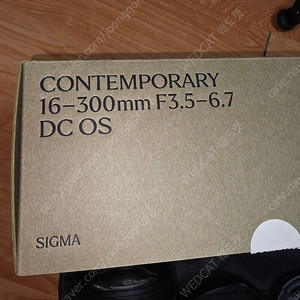 CONTEMPORARY
16–300mm F3.5–6.7
DC OS
SIGMA